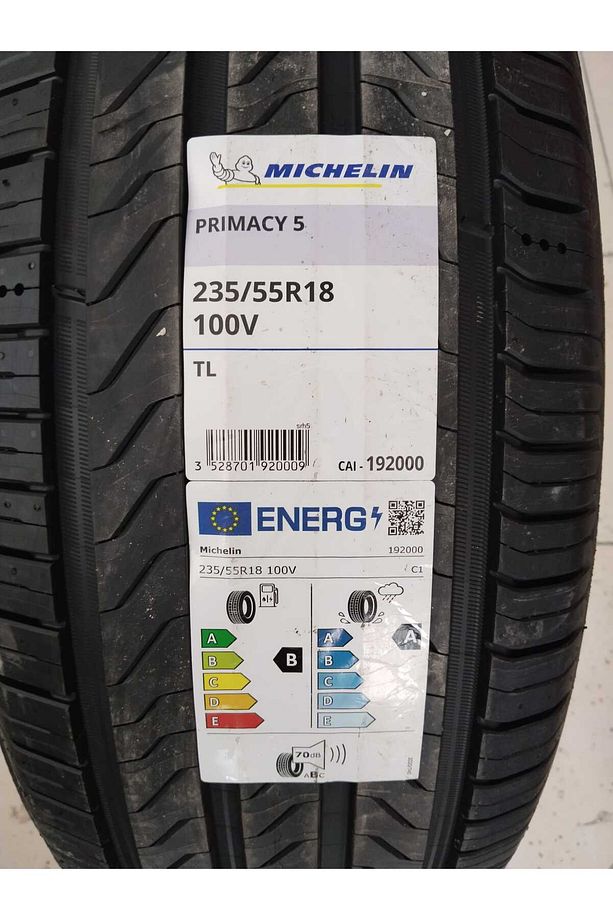 MICHELIN
PRIMACY 5
235/55R18
100V
TL
srh5
3 528701 920009
CAI - 192000
ENERG
Michelin 192000
235/55R18 100V C1
A A A
B B B
C C
D D
E E
70dB
ABC